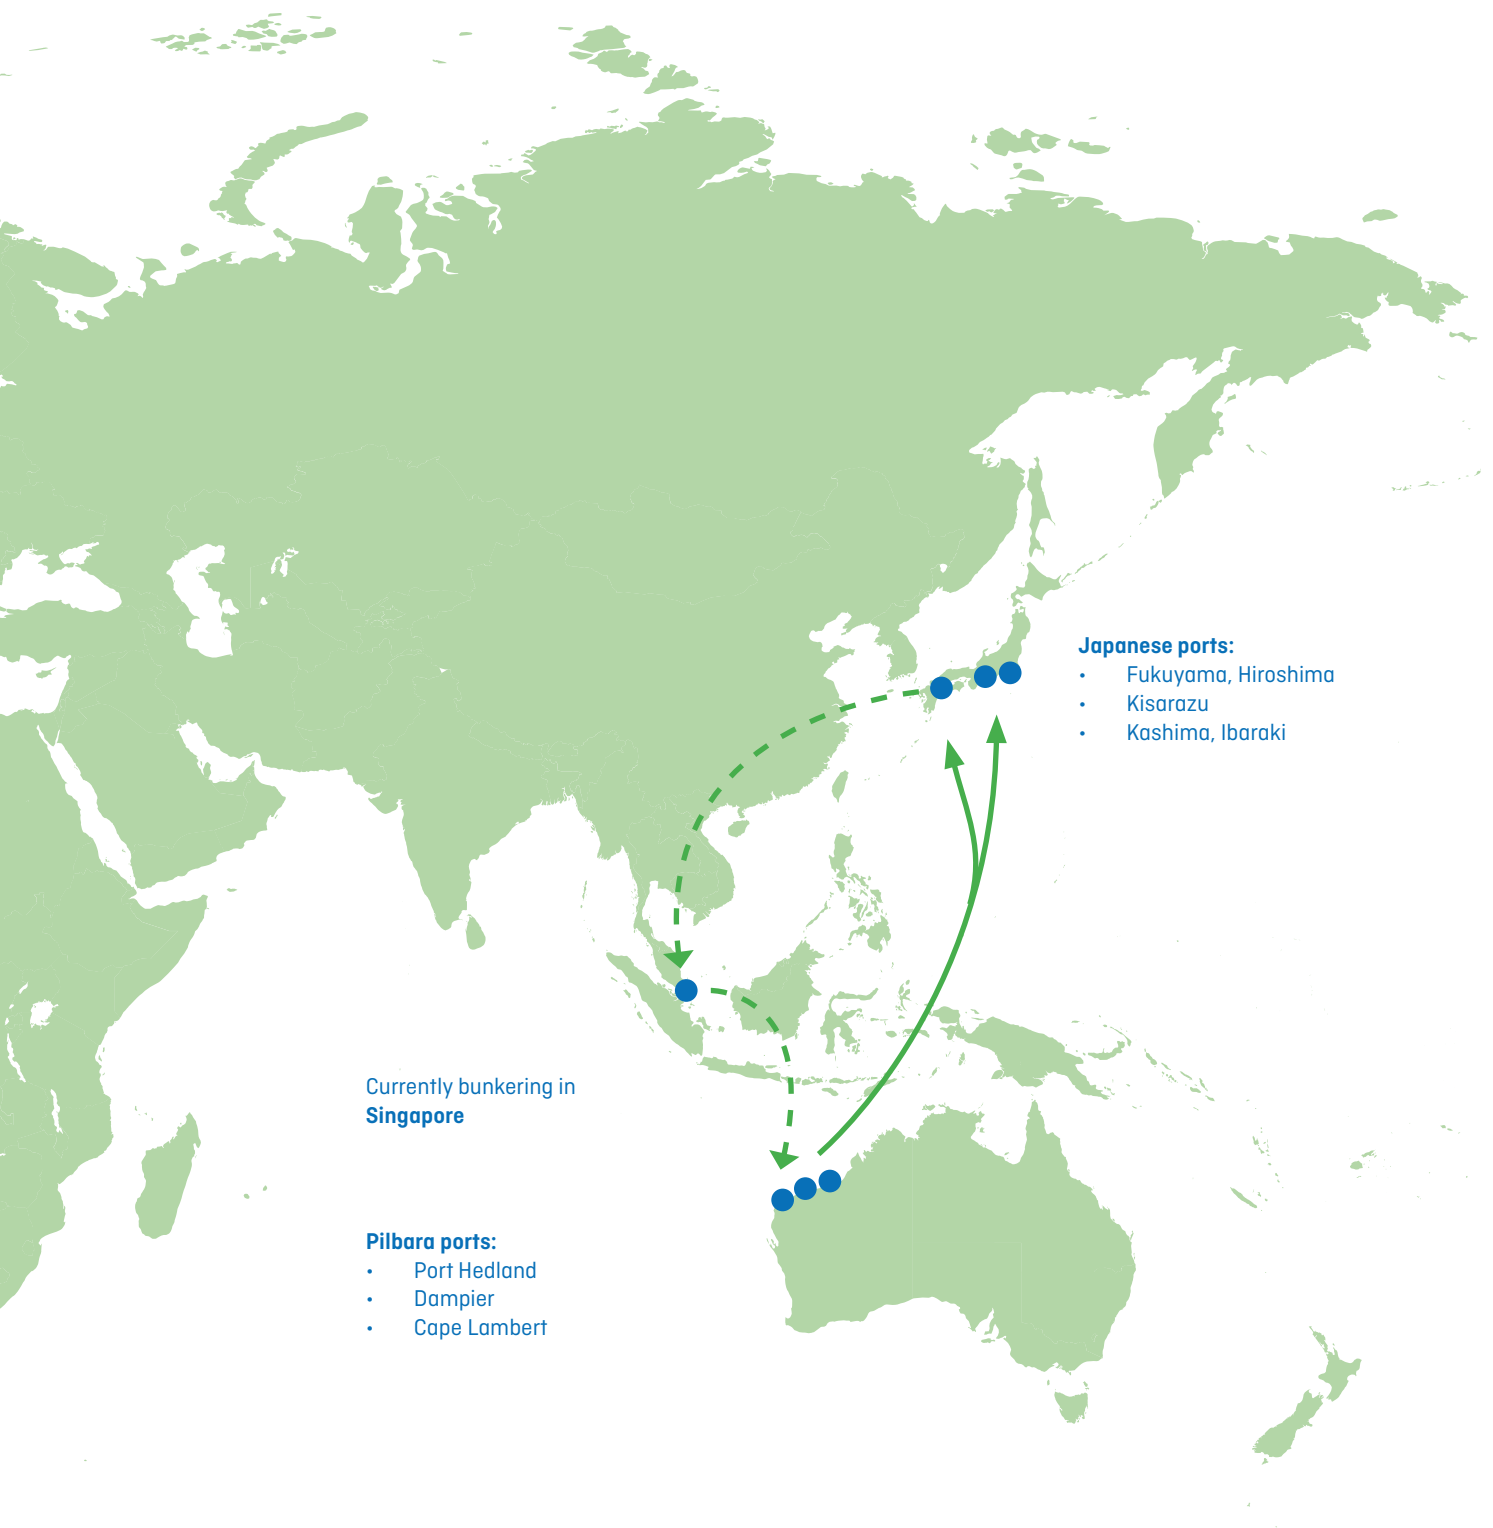 Japanese ports:
• Fukuyama, Hiroshima
• Kisarazu
• Kashima, Ibaraki
Currently bunkering in
Singapore
Pilbara ports:
• Port Hedland
• Dampier
• Cape Lambert